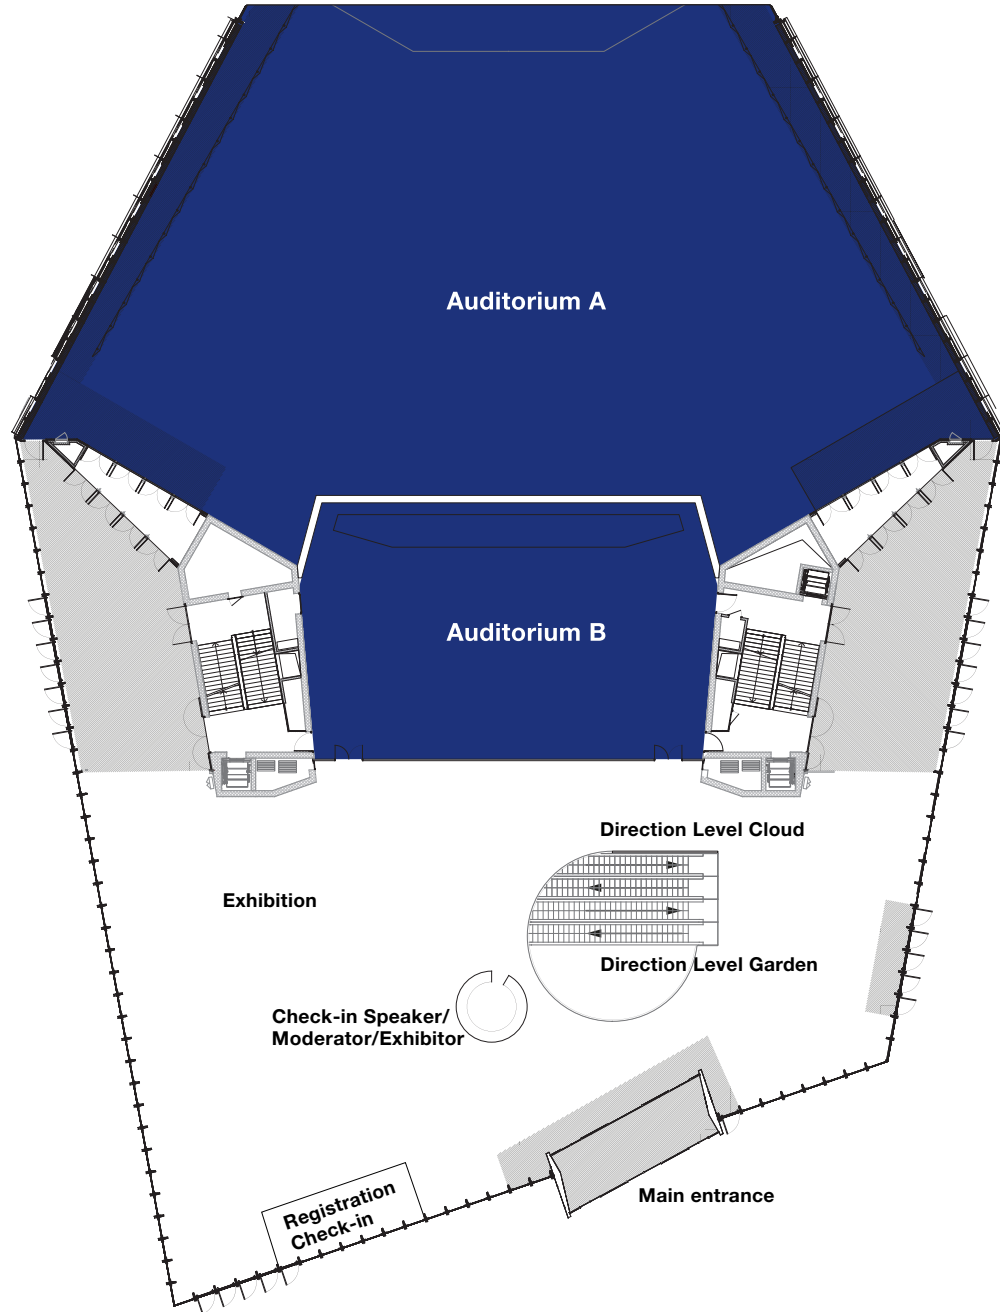 Auditorium A
Auditorium B
Direction Level Cloud
Exhibition
Direction Level Garden
Check-in Speaker/
Moderator/Exhibitor
Main entrance
Registration
Check-in